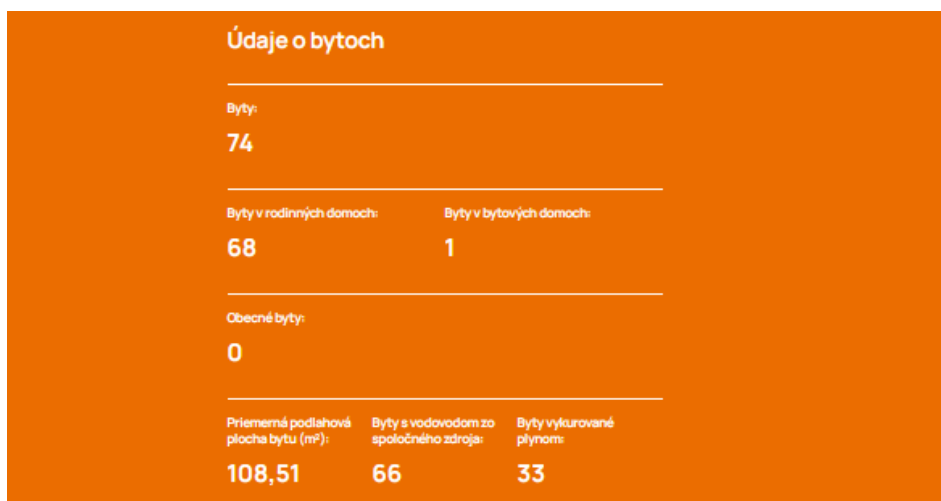 Údaje o bytoch
Byty:
74
Byty v rodinných domoch:
Byty v bytových domoch:
68
1
Obecné byty:
0
Priemerná podlahová
plocha bytu (m²):
Byty s vodovodom zo
spoločného zdroja:
Byty vykurované
plynom:
108,51
66
33